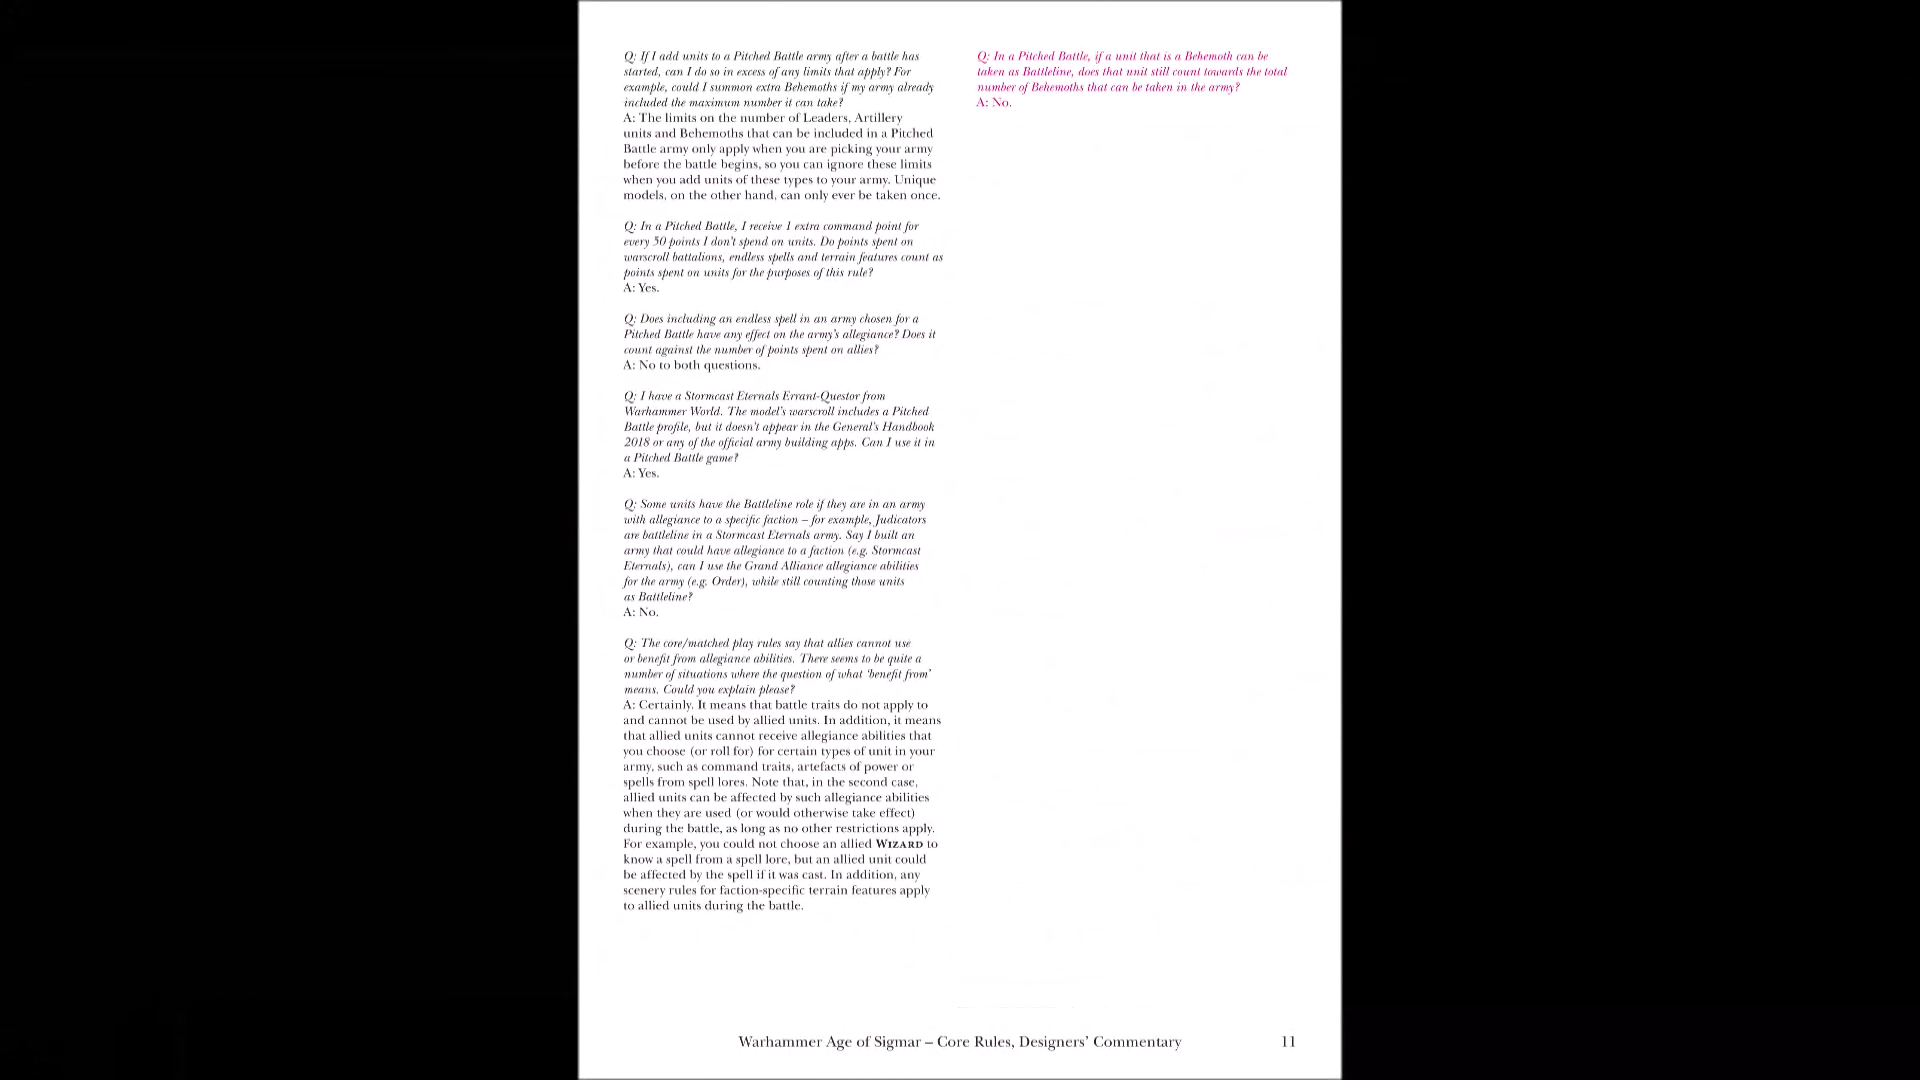 Q: If I add units to a Pitched Battle army after a battle has
started, can I do so in excess of any limits that apply? For
example, could I summon extra Behemoths if my army already
included the maximum number it can take?
A: The limits on the number of Leaders, Artillery
units and Behemoths that can be included in a Pitched
Battle army only apply when you are picking your army
before the battle begins, so you can ignore these limits
when you add units of these types to your army. Unique
models, on the other hand, can only ever be taken once.
Q: In a Pitched Battle, I receive 1 extra command point for
every 50 points I don't spend on units. Do points spent on
warscroll battalions, endless spells and terrain features count as
points spent on units for the purposes of this rule?
A: Yes.
Q: Does including an endless spell in an army chosen for a
Pitched Battle have any effect on the army's allegiance? Does it
count against the number of points spent on allies?
A: No to both questions.
Q: I have a Stormcast Eternals Errant-Questor from
Warhammer World. The model's warscroll includes a Pitched
Battle profile, but it doesn't appear in the General's Handbook
2018 or any of the official army building apps. Can I use it in
a Pitched Battle game?
A: Yes.
Q: Some units have the Battleline role if they are in an army
with allegiance to a specific faction – for example, Judicators
are battleline in a Stormcast Eternals army. Say I built an
army that could have allegiance to a faction (e.g. Stormcast
Eternals), can I use the Grand Alliance allegiance abilities
for the army (e.g. Order), while still counting those units
as Battleline?
A: No.
Q: The core/matched play rules say that allies cannot use
or benefit from allegiance abilities. There seems to be quite a
number of situations where the question of what 'benefit from'
means. Could you explain please?
A: Certainly. It means that battle traits do not apply to
and cannot be used by allied units. In addition, it means
that allied units cannot receive allegiance abilities that
you choose (or roll for) for certain types of unit in your
army, such as command traits, artefacts of power or
spells from spell lores. Note that, in the second case,
allied units can be affected by such allegiance abilities
when they are used (or would otherwise take effect)
during the battle, as long as no other restrictions apply.
For example, you could not choose an allied WIZARD to
know a spell from a spell lore, but an allied unit could
be affected by the spell if it was cast. In addition, any
scenery rules for faction-specific terrain features apply
to allied units during the battle.
Q: In a Pitched Battle, if a unit that is a Behemoth can be
taken as Battleline, does that unit still count towards the total
number of Behemoths that can be taken in the army?
A: No.
Warhammer Age of Sigmar – Core Rules, Designers' Commentary
11